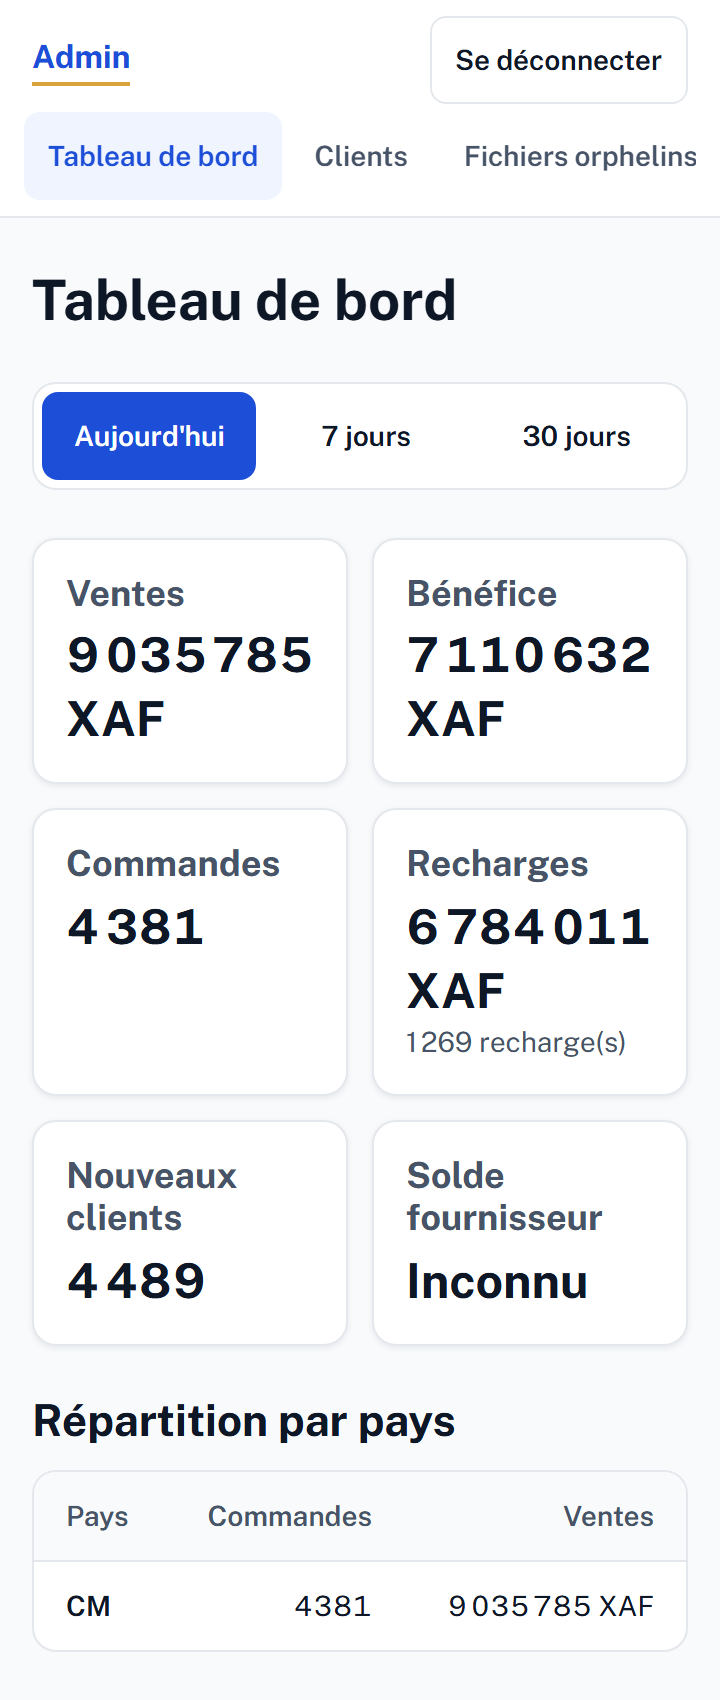 Admin
Se déconnecter
Tableau de bord
Clients
Fichiers orphelins
Tableau de bord
Aujourd'hui
7 jours
30 jours
Ventes
9 035 785
XAF
Bénéfice
7 110 632
XAF
Commandes
4 381
Recharges
6 784 011
XAF
1 269 recharge(s)
Nouveaux
clients
4 489
Solde
fournisseur
Inconnu
Répartition par pays
Pays Commandes Ventes
CM 4381 9 035 785 XAF